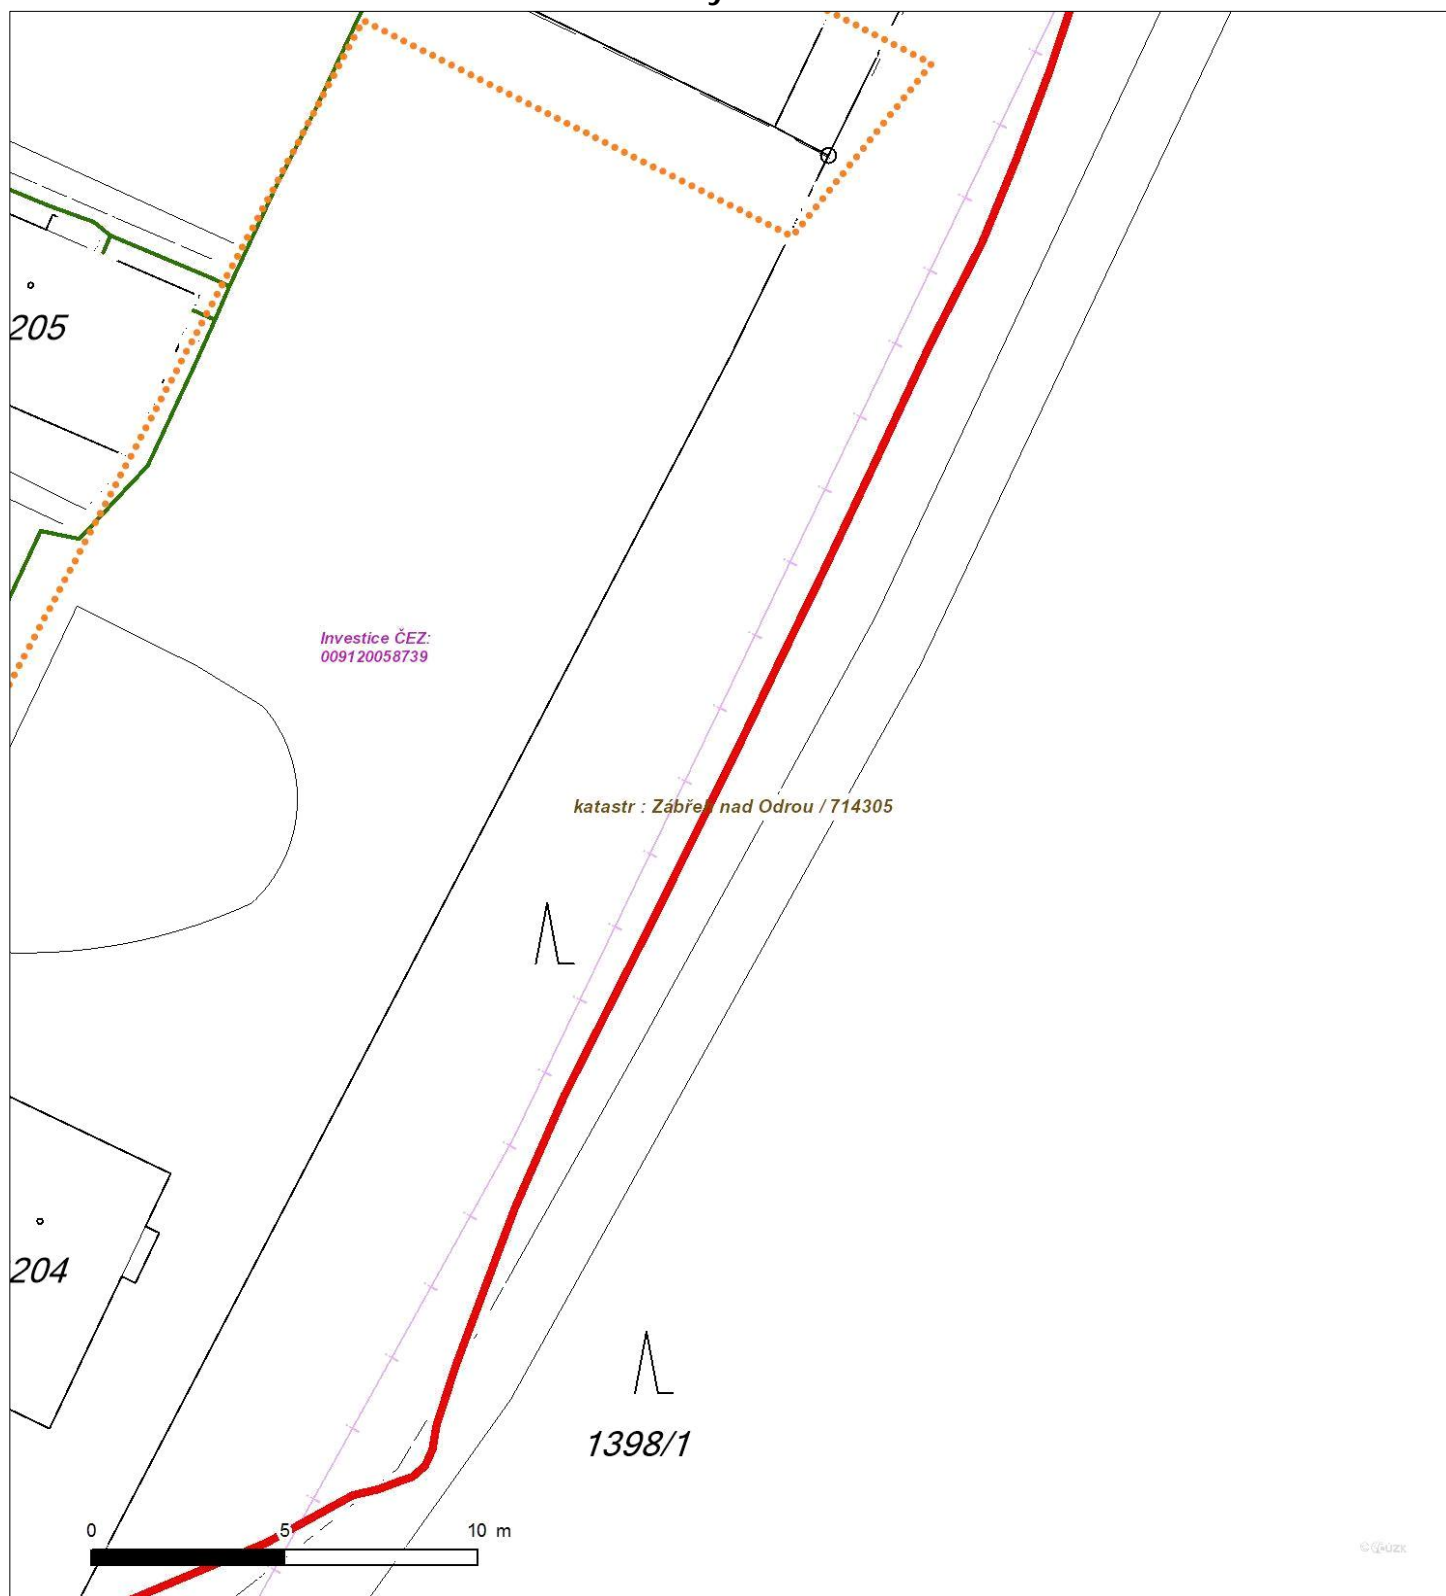 205
Investice ČEZ:
009120058739
katastr : Zábřeh nad Odrou / 714305
204
1398/1
0 5 10 m